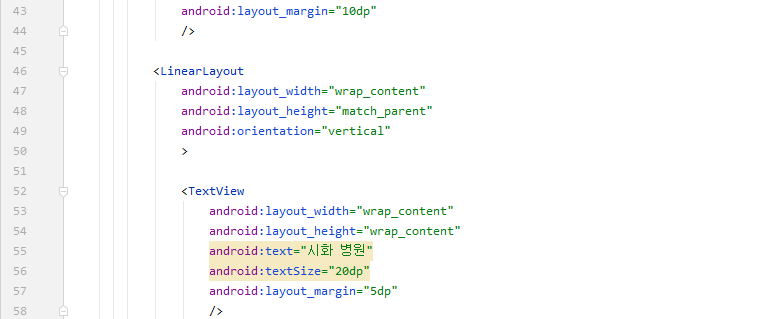 43 android:layout_margin="10dp"
44 />
45
46 <LinearLayout
47 android:layout_width="wrap_content"
48 android:layout_height="match_parent"
49 android:orientation="vertical"
50 >
51
52 <TextView
53 android:layout_width="wrap_content"
54 android:layout_height="wrap_content"
55 android:text="시화 병원"
56 android:textSize="20dp"
57 android:layout_margin="5dp"
58 />